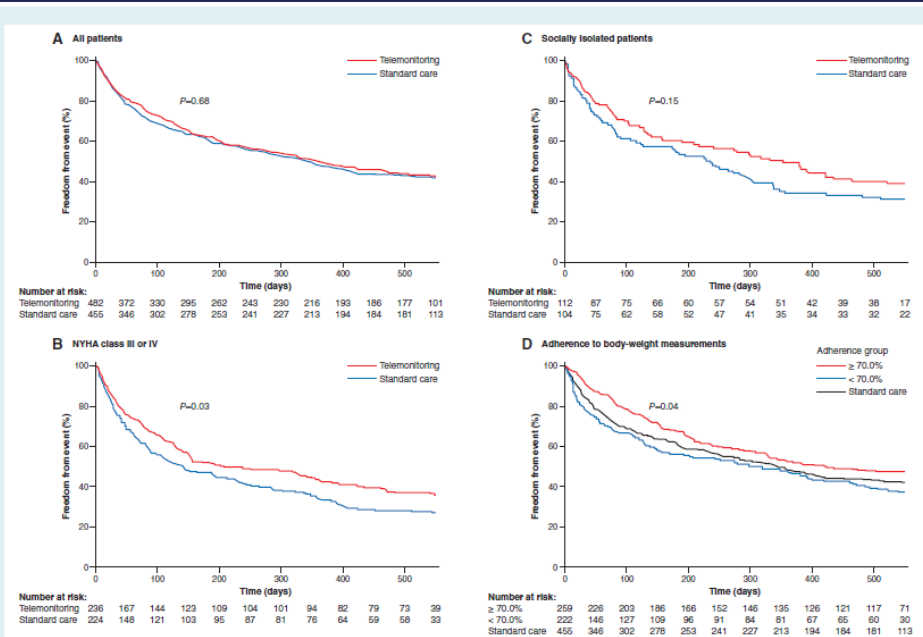 A All patients
Telemonitoring
Standard care
P=0.68
Freedom from event (%)
100
80
60
40
20
0
0 100 200 300 400 500
Time (days)
Number at risk:
Telemonitoring 482 372 330 295 262 243 230 216 193 186 177 101
Standard care 455 346 302 278 253 241 227 213 194 184 181 113
B NYHA class III or IV
Telemonitoring
Standard care
P=0.03
Freedom from event (%)
100
80
60
40
20
0
0 100 200 300 400 500
Time (days)
Number at risk:
Telemonitoring 236 167 144 123 109 104 101 94 82 79 73 39
Standard care 224 148 121 103 95 87 81 76 64 59 58 33
C Socially isolated patients
Telemonitoring
Standard care
P=0.15
Freedom from event (%)
100
80
60
40
20
0
0 100 200 300 400 500
Time (days)
Number at risk:
Telemonitoring 112 87 75 66 60 57 54 51 42 39 38 17
Standard care 104 75 62 58 52 47 41 35 34 33 32 22
D Adherence to body-weight measurements
Adherence group
≥ 70.0%
< 70.0%
Standard care
P=0.04
Freedom from event (%)
100
80
60
40
20
0
0 100 200 300 400 500
Time (days)
Number at risk:
≥ 70.0% 259 226 203 186 166 152 146 135 126 121 117 71
< 70.0% 222 146 127 109 96 91 84 81 67 65 60 30
Standard care 455 346 302 278 253 241 227 213 194 184 181 113